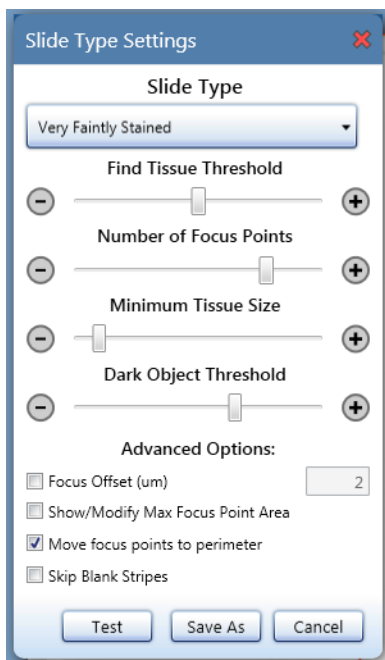 Slide Type Settings
Slide Type
Very Faintly Stained
Find Tissue Threshold
Number of Focus Points
Minimum Tissue Size
Dark Object Threshold
Advanced Options:
Focus Offset (um) 2
Show/Modify Max Focus Point Area
Move focus points to perimeter
Skip Blank Stripes
Test Save As Cancel